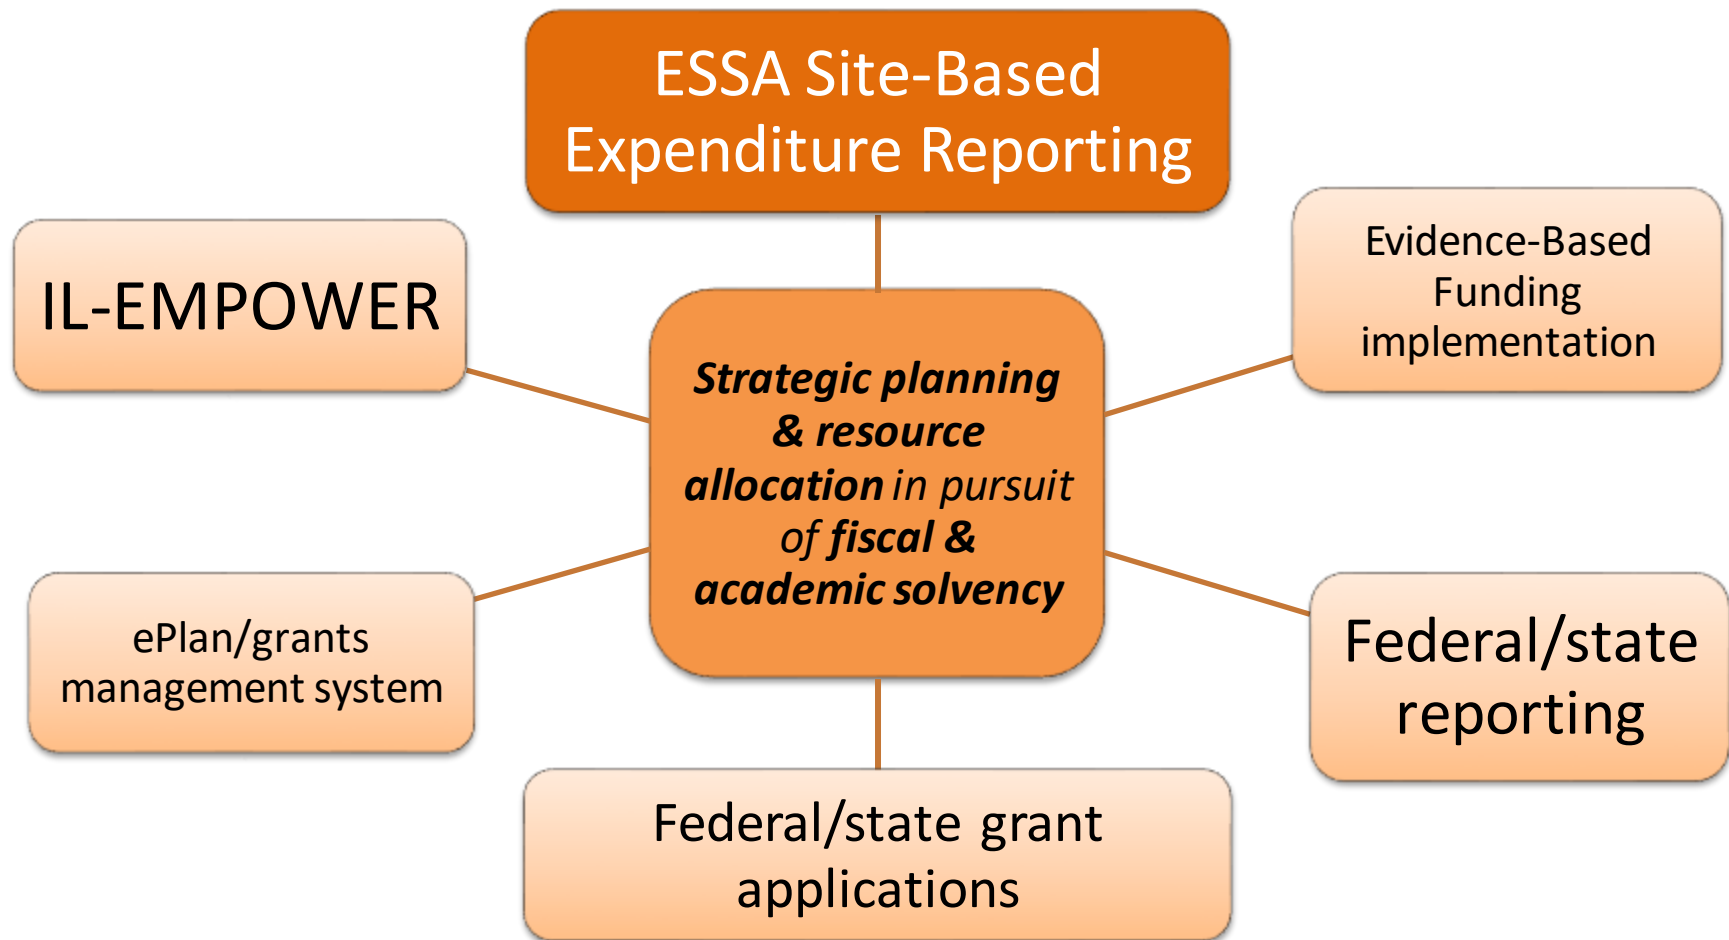 ESSA Site-Based
Expenditure Reporting
IL-EMPOWER
Evidence-Based
Funding
implementation
Strategic planning
& resource
allocation in pursuit
of fiscal &
academic solvency
ePlan/grants
management system
Federal/state
reporting
Federal/state grant
applications